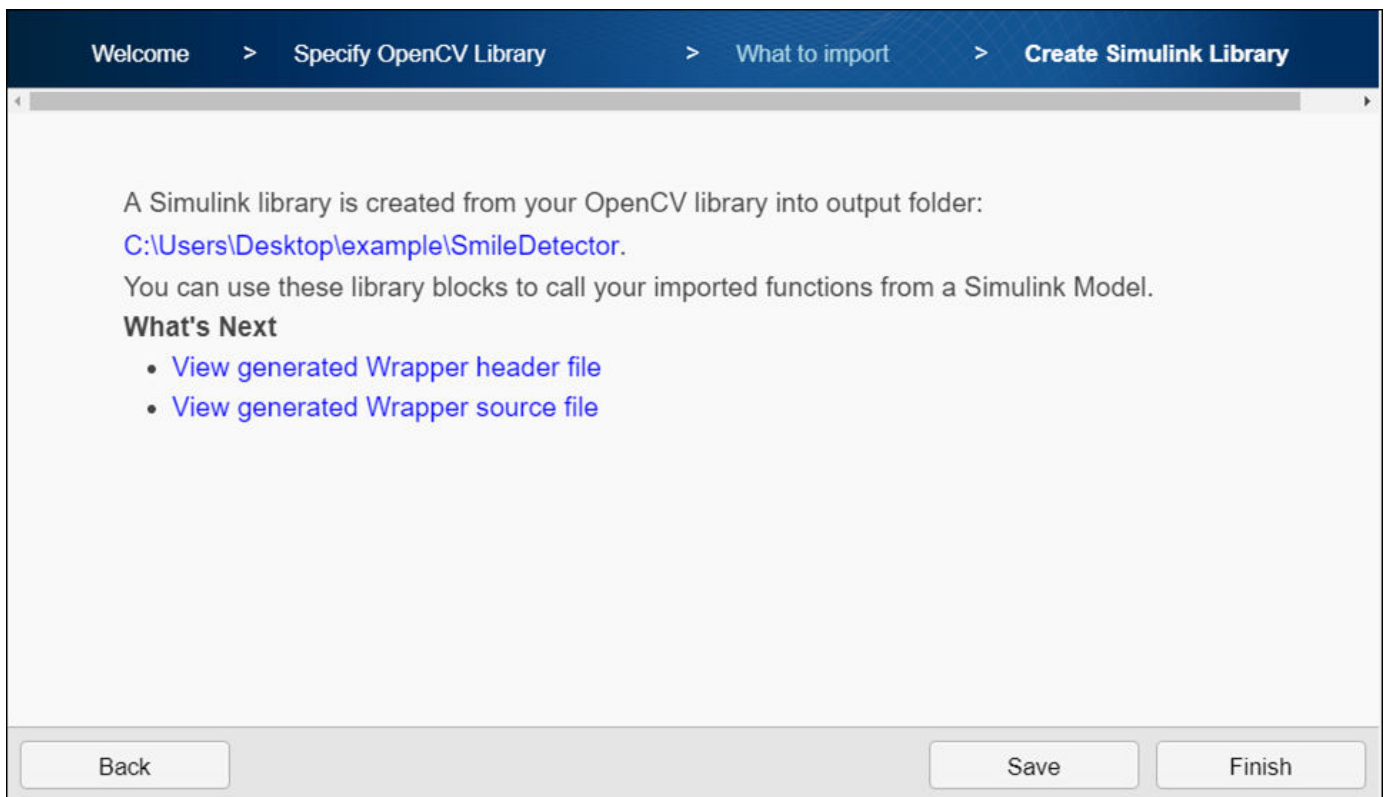 Welcome > Specify OpenCV Library > What to import > Create Simulink Library
A Simulink library is created from your OpenCV library into output folder:
C:\Users\Desktop\example\SmileDetector.
You can use these library blocks to call your imported functions from a Simulink Model.
What's Next
• View generated Wrapper header file
• View generated Wrapper source file
Back Save Finish